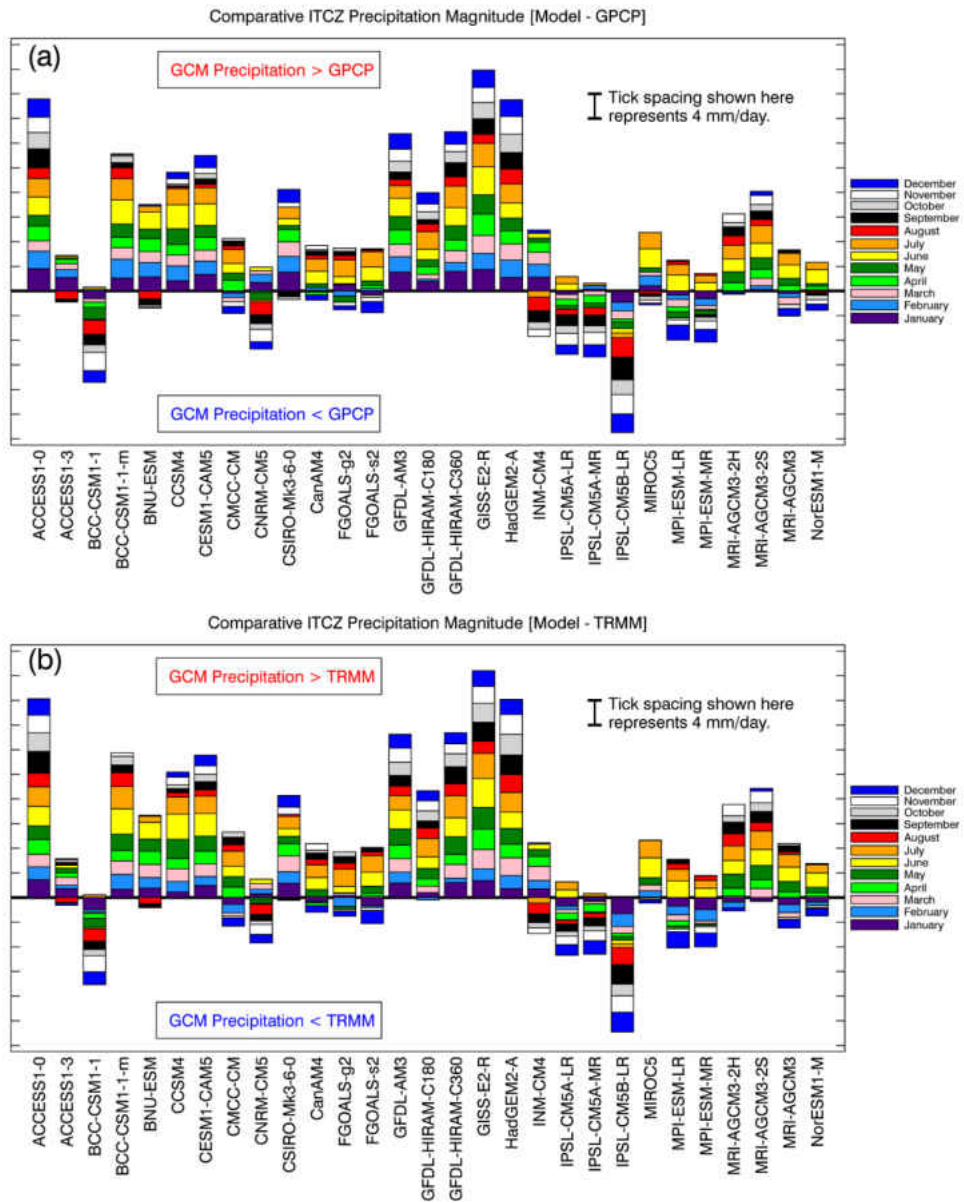 Comparative ITCZ Precipitation Magnitude [Model - GPCP]
(a)
GCM Precipitation > GPCP
Tick spacing shown here
represents 4 mm/day.
December
November
October
September
August
July
June
May
April
March
February
January
GCM Precipitation < GPCP
ACCESS1-0
ACCESS1-3
BCC-CSM1-1
BCC-CSM1-1-m
BNU-ESM
CCSM4
CESM1-CAM5
CMCC-CM
CNRM-CM5
CSIRO-Mk3-6-0
CanAM4
FGOALS-g2
FGOALS-s2
GFDL-AM3
GFDL-HIRAM-C180
GFDL-HIRAM-C360
GISS-E2-R
HadGEM2-A
INM-CM4
IPSL-CM5A-LR
IPSL-CM5A-MR
IPSL-CM5B-LR
MIROC5
MPI-ESM-LR
MPI-ESM-MR
MRI-AGCM3-2H
MRI-AGCM3-2S
MRI-AGCM3
NorESM1-M
Comparative ITCZ Precipitation Magnitude [Model - TRMM]
(b)
GCM Precipitation > TRMM
Tick spacing shown here
represents 4 mm/day.
December
November
October
September
August
July
June
May
April
March
February
January
GCM Precipitation < TRMM
ACCESS1-0
ACCESS1-3
BCC-CSM1-1
BCC-CSM1-1-m
BNU-ESM
CCSM4
CESM1-CAM5
CMCC-CM
CNRM-CM5
CSIRO-Mk3-6-0
CanAM4
FGOALS-g2
FGOALS-s2
GFDL-AM3
GFDL-HIRAM-C180
GFDL-HIRAM-C360
GISS-E2-R
HadGEM2-A
INM-CM4
IPSL-CM5A-LR
IPSL-CM5A-MR
IPSL-CM5B-LR
MIROC5
MPI-ESM-LR
MPI-ESM-MR
MRI-AGCM3-2H
MRI-AGCM3-2S
MRI-AGCM3
NorESM1-M